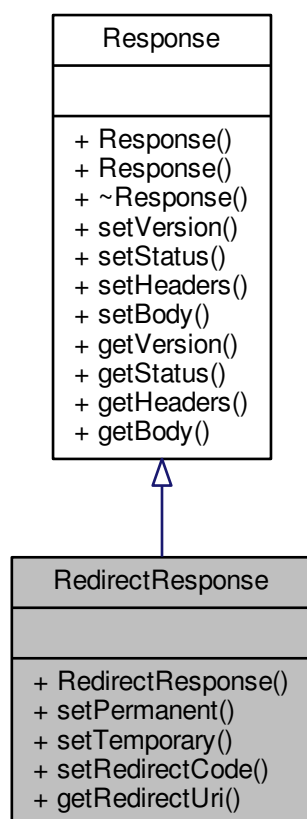 Response
+ Response()
+ Response()
+ ~Response()
+ setVersion()
+ setStatus()
+ setHeaders()
+ setBody()
+ getVersion()
+ getStatus()
+ getHeaders()
+ getBody()
RedirectResponse
+ RedirectResponse()
+ setPermanent()
+ setTemporary()
+ setRedirectCode()
+ getRedirectUri()